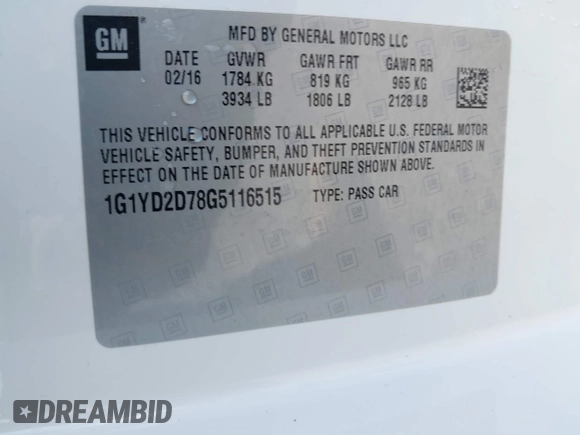 GM
MFD BY GENERAL MOTORS LLC
DATE GVWR GAWR FRT GAWR RR
02/16 1784 KG 819 KG 965 KG
3934 LB 1806 LB 2128 LB
THIS VEHICLE CONFORMS TO ALL APPLICABLE U.S. FEDERAL MOTOR
VEHICLE SAFETY, BUMPER, AND THEFT PREVENTION STANDARDS IN
EFFECT ON THE DATE OF MANUFACTURE SHOWN ABOVE.
1G1YD2D78G5116515 TYPE: PASS CAR
DREAMBID